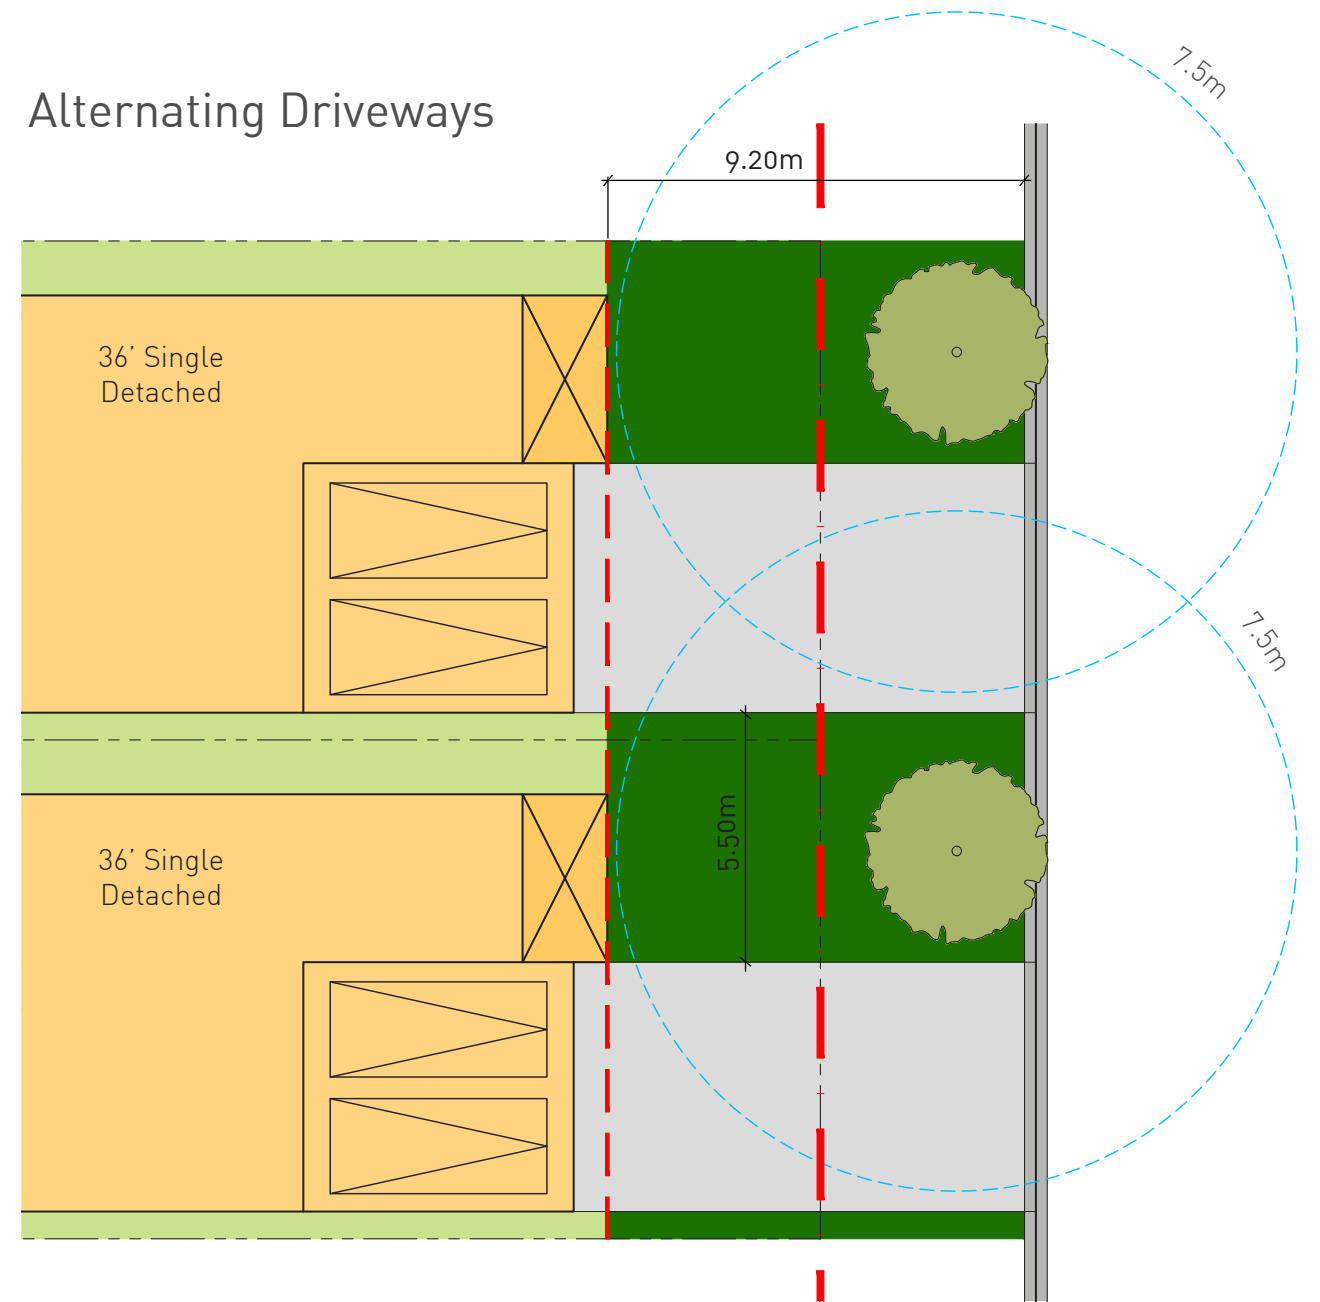 7.5m
Alternating Driveways
9.20m
36’ Single
Detached
7.5m
5.50m
36’ Single
Detached